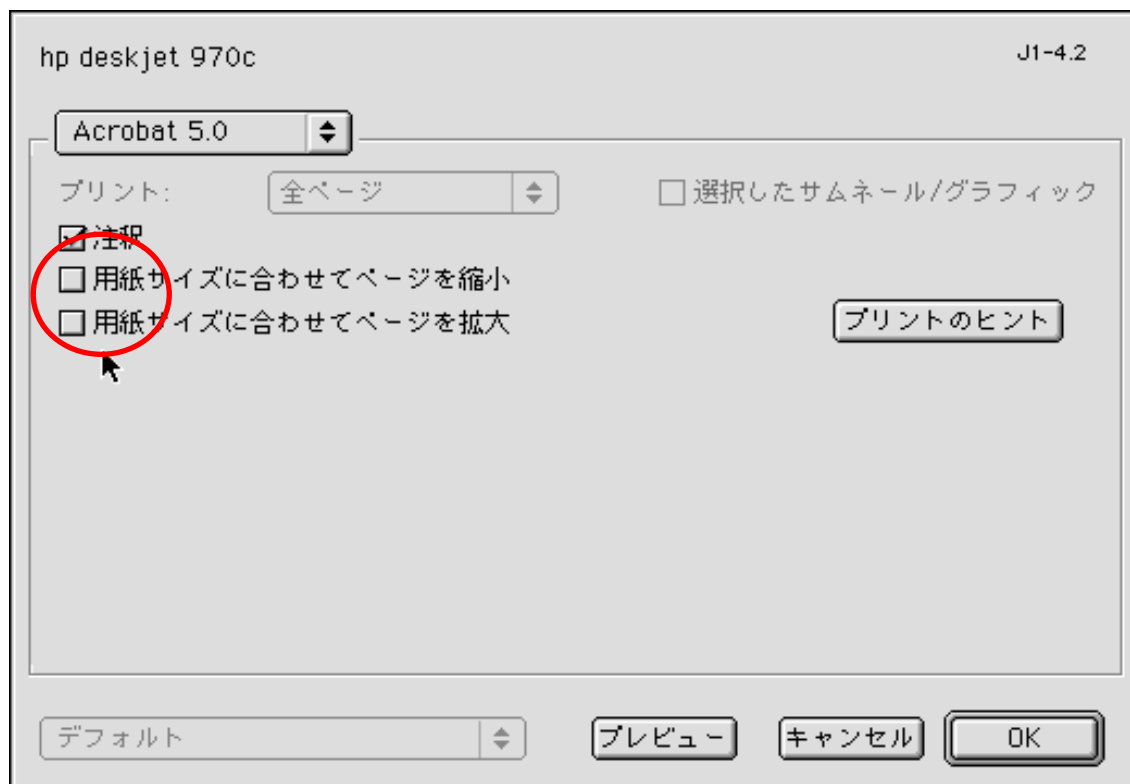 hp deskjet 970c
J1-4.2
Acrobat 5.0
プリント: 全ページ
選択したサムネール/グラフィック
注釈
用紙サイズに合わせてページを縮小
用紙サイズに合わせてページを拡大
プリントのヒント
デフォルト
プレビュー
キャンセル
OK